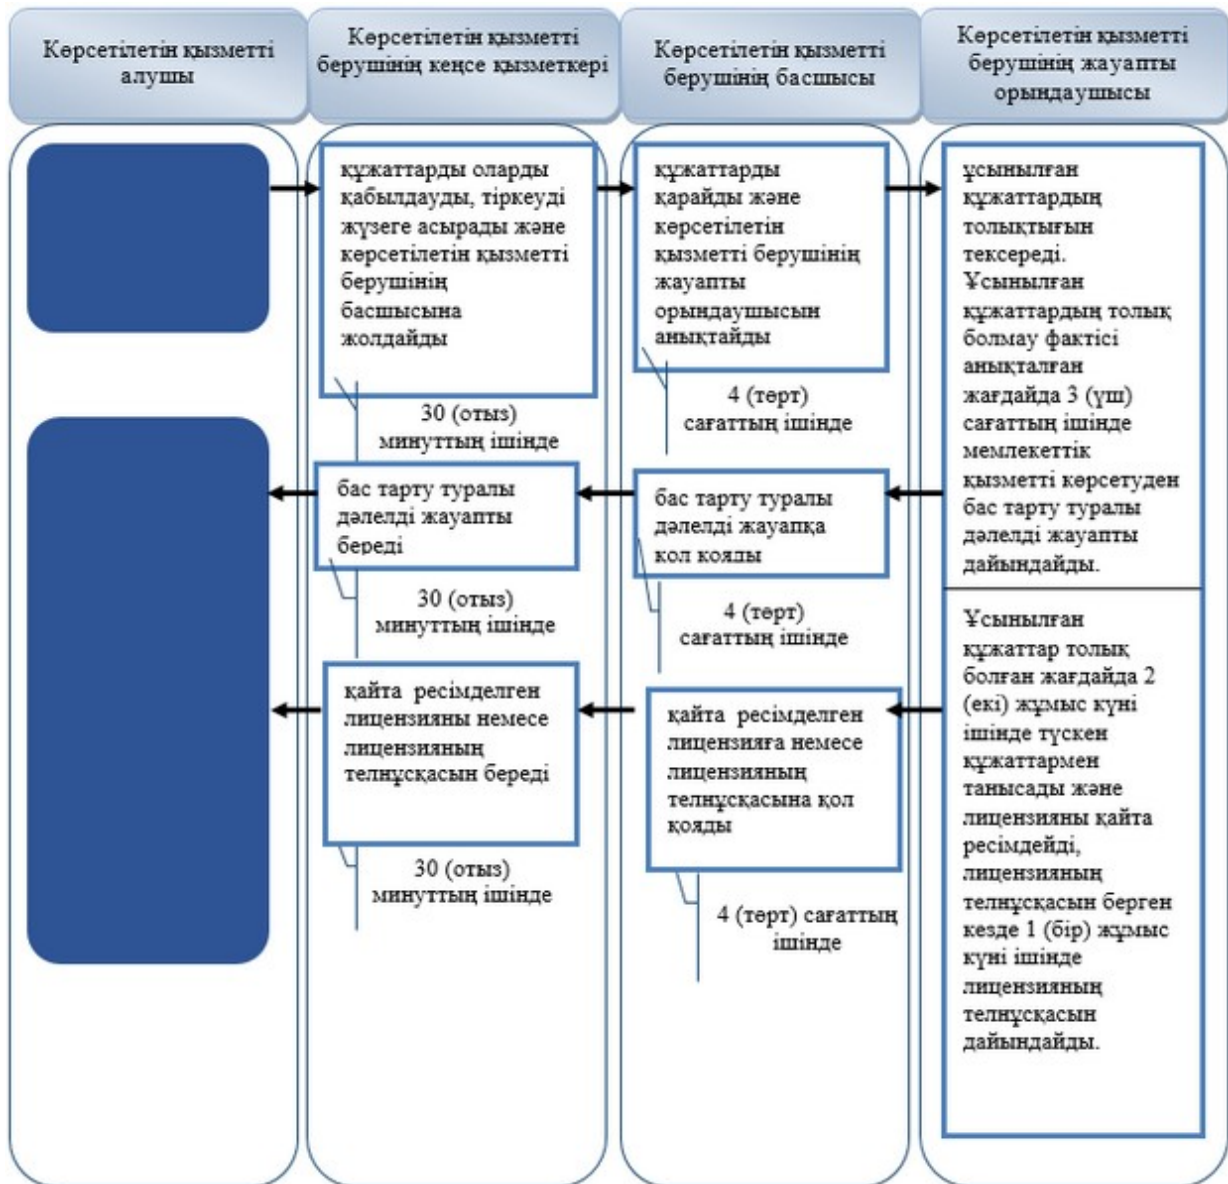 Көрсетілетін қызметті
алушы
Көрсетілетін қызметті
берушінің кеңсе қызметкері
Көрсетілетін қызметті
берушінің басшысы
Көрсетілетін қызметті
берушінің жауапты
орындаушысы
құжаттарды оларды
қабылдауды, тіркеуді
жүзеге асырады және
көрсетілетін қызметті
берушінің
басшысына
жолдайды
30 (отыз)
минуттың ішінде
құжаттарды
қарайды және
көрсетілетін
қызметті берушінің
жауапты
орындаушысын
анықтайды
4 (төрт)
сағаттың ішінде
ұсынылған
құжаттардың
толықтығын
тексереді.
Ұсынылған
құжаттардың толық
болмау фактісі
анықталған
жағдайда 3 (үш)
сағаттың ішінде
мемлекеттік
қызметті көрсетуден
бас тарту туралы
дәлелді жауапты
дайындайды.
бас тарту туралы
дәлелді жауапқа
қол қояды
4 (төрт)
сағаттың ішінде
бас тарту туралы
дәлелді жауапты
береді
30 (отыз)
минуттың ішінде
Ұсынылған
құжаттар толық
болған жағдайда 2
(екі) жұмыс күні
ішінде түскен
құжаттармен
танысады және
лицензияны қайта
ресімдейді,
лицензияның
телнұсқасын берген
кезде 1 (бір) жұмыс
күні ішінде
лицензияның
телнұсқасын
дайындайды.
қайта ресімделген
лицензияға немесе
лицензияның
телнұсқасына қол
қояды
4 (төрт) сағаттың
ішінде
қайта ресімделген
лицензияны немесе
лицензияның
телнұсқасын береді
30 (отыз)
минуттың ішінде